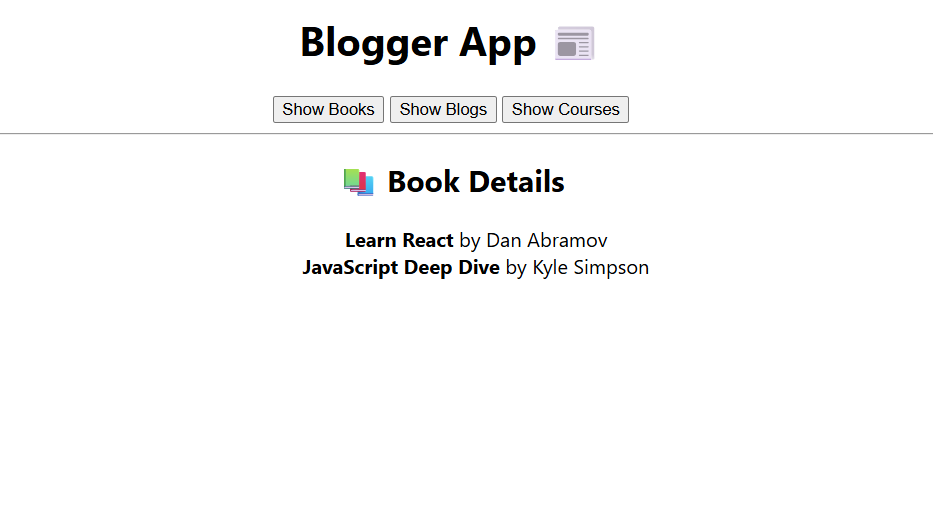 Blogger App
Show Books Show Blogs Show Courses
Book Details
Learn React by Dan Abramov
JavaScript Deep Dive by Kyle Simpson